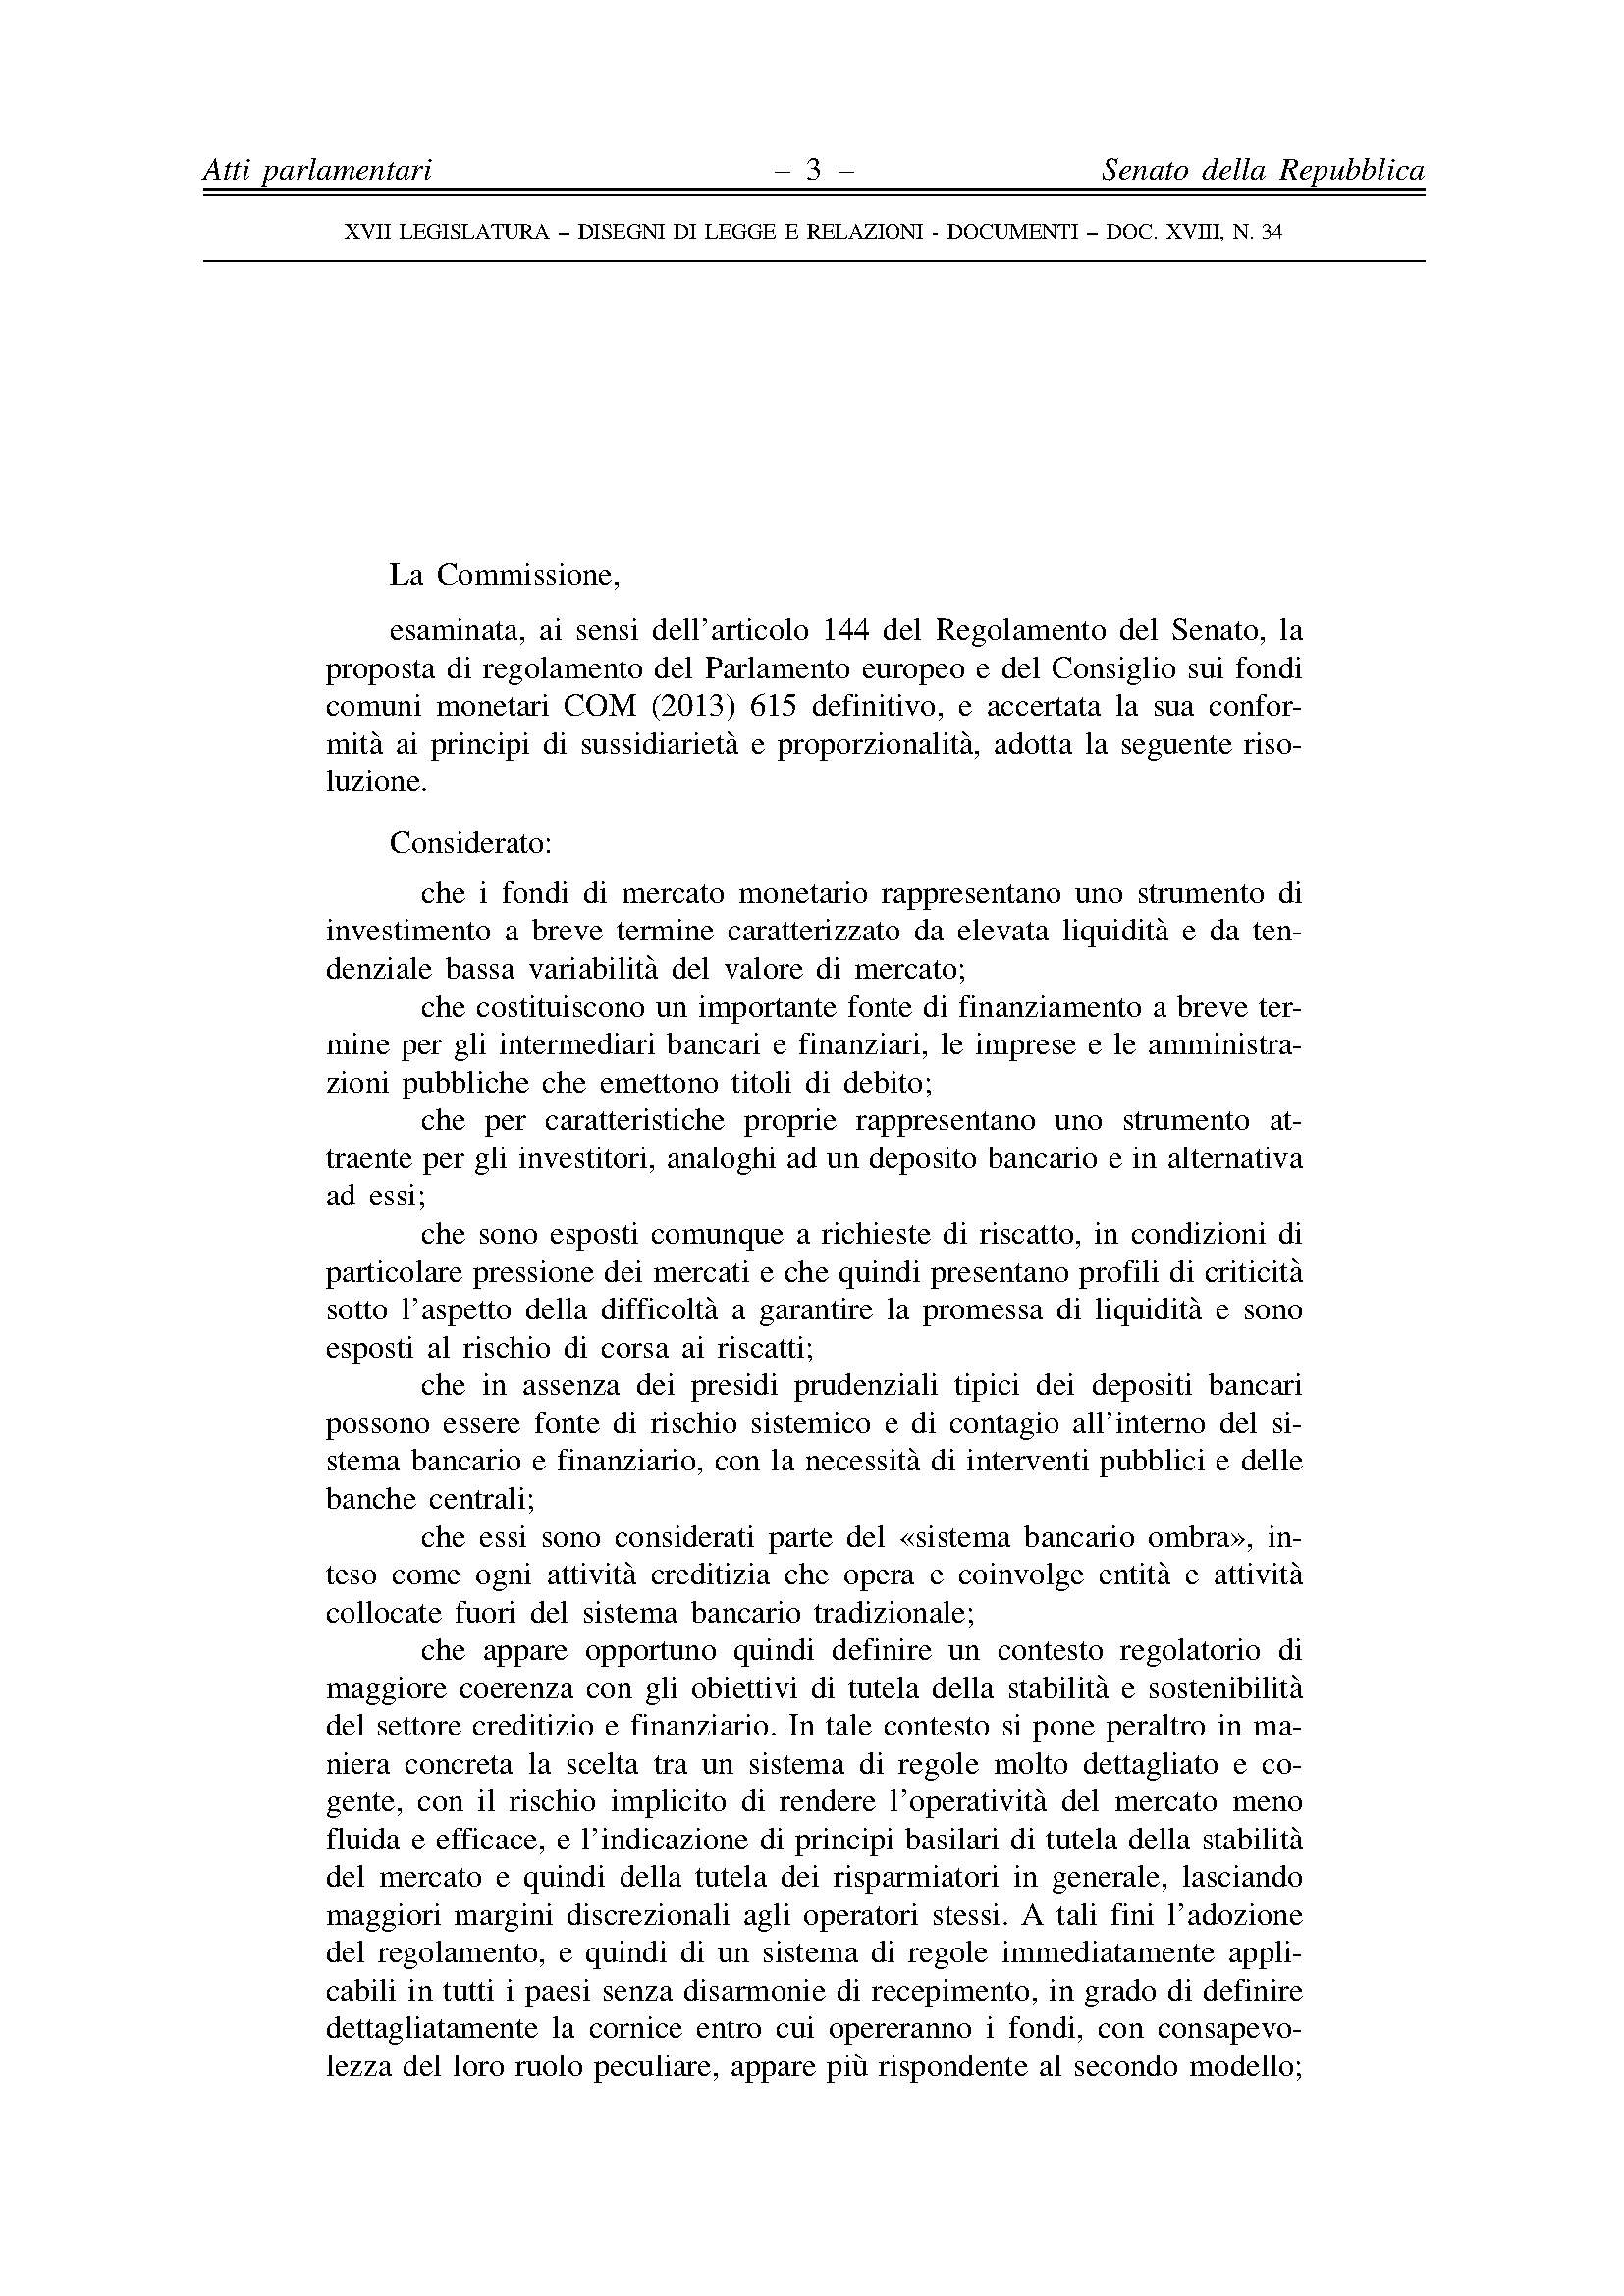 Atti parlamentari – 3 – Senato della Repubblica
XVII LEGISLATURA – DISEGNI DI LEGGE E RELAZIONI - DOCUMENTI – DOC. XVIII, N. 34
La Commissione,
esaminata, ai sensi dell'articolo 144 del Regolamento del Senato, la
proposta di regolamento del Parlamento europeo e del Consiglio sui fondi
comuni monetari COM (2013) 615 definitivo, e accertata la sua confor-
mità ai principi di sussidiarietà e proporzionalità, adotta la seguente riso-
luzione.
Considerato:
che i fondi di mercato monetario rappresentano uno strumento di
investimento a breve termine caratterizzato da elevata liquidità e da ten-
denziale bassa variabilità del valore di mercato;
che costituiscono un importante fonte di finanziamento a breve ter-
mine per gli intermediari bancari e finanziari, le imprese e le amministra-
zioni pubbliche che emettono titoli di debito;
che per caratteristiche proprie rappresentano uno strumento at-
traente per gli investitori, analoghi ad un deposito bancario e in alternativa
ad essi;
che sono esposti comunque a richieste di riscatto, in condizioni di
particolare pressione dei mercati e che quindi presentano profili di criticità
sotto l'aspetto della difficoltà a garantire la promessa di liquidità e sono
esposti al rischio di corsa ai riscatti;
che in assenza dei presidi prudenziali tipici dei depositi bancari
possono essere fonte di rischio sistemico e di contagio all'interno del si-
stema bancario e finanziario, con la necessità di interventi pubblici e delle
banche centrali;
che essi sono considerati parte del «sistema bancario ombra», in-
teso come ogni attività creditizia che opera e coinvolge entità e attività
collocate fuori del sistema bancario tradizionale;
che appare opportuno quindi definire un contesto regolatorio di
maggiore coerenza con gli obiettivi di tutela della stabilità e sostenibilità
del settore creditizio e finanziario. In tale contesto si pone peraltro in ma-
niera concreta la scelta tra un sistema di regole molto dettagliato e co-
gente, con il rischio implicito di rendere l'operatività del mercato meno
fluida e efficace, e l'indicazione di principi basilari di tutela della stabilità
del mercato e quindi della tutela dei risparmiatori in generale, lasciando
maggiori margini discrezionali agli operatori stessi. A tali fini l'adozione
del regolamento, e quindi di un sistema di regole immediatamente appli-
cabili in tutti i paesi senza disarmonie di recepimento, in grado di definire
dettagliatamente la cornice entro cui opereranno i fondi, con consapevo-
lezza del loro ruolo peculiare, appare più rispondente al secondo modello;